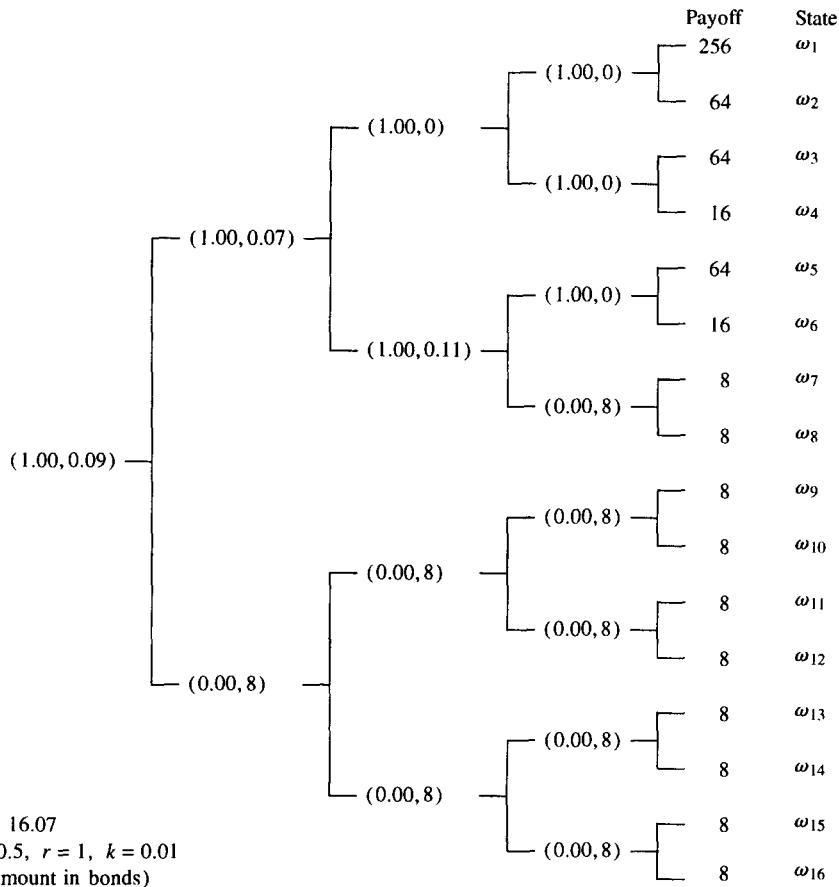 Payoff State
256 ω1
(1.00, 0)
64 ω2
(1.00, 0)
64 ω3
(1.00, 0)
16 ω4
(1.00, 0.07)
64 ω5
(1.00, 0)
16 ω6
(1.00, 0.11)
8 ω7
(0.00, 8)
8 ω8
(1.00, 0.09)
8 ω9
(0.00, 8)
8 ω10
(0.00, 8)
8 ω11
(0.00, 8)
8 ω12
(0.00, 8)
8 ω13
(0.00, 8)
8 ω14
(0.00, 8)
8 ω15
16.07
(0.00, 8)
0.5, r = 1, k = 0.01
8 ω16
mount in bonds)